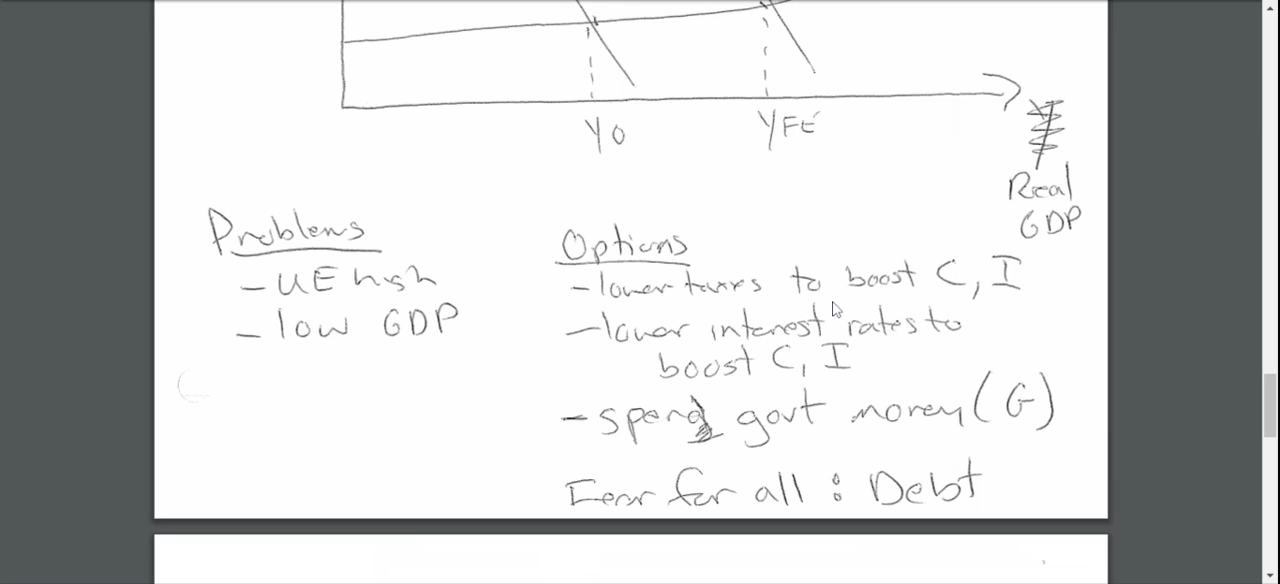 YO
YFE
Real
GDP
Problems
- UE high
- low GDP
Options
- lower taxes to boost C, I
- lower interest rates to
boost C, I
- spend govt money (G)
Fear for all : Debt